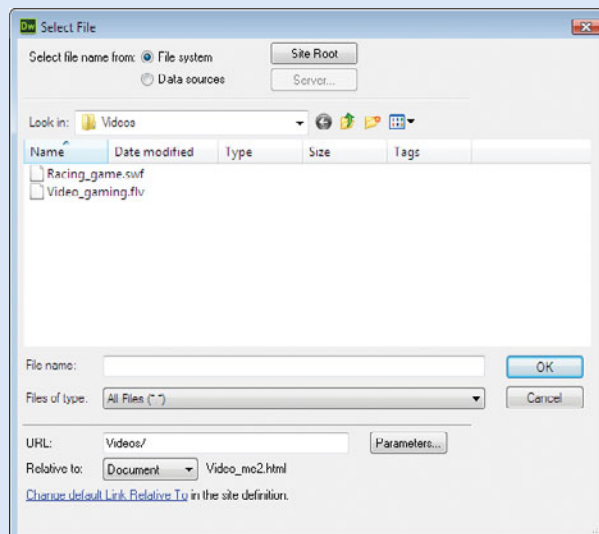 Dw Select File
Select file name from: File system
Site Root
Data sources
Server...
Look in: Videos
Name Date modified Type Size Tags
Racing_game.swf
Video_gaming.flv
File name:
OK
Files of type: All Files (*.*)
Cancel
URL: Videos/
Parameters...
Relative to: Document Video_mo2.html
Change default Link Relative To in the site definition.